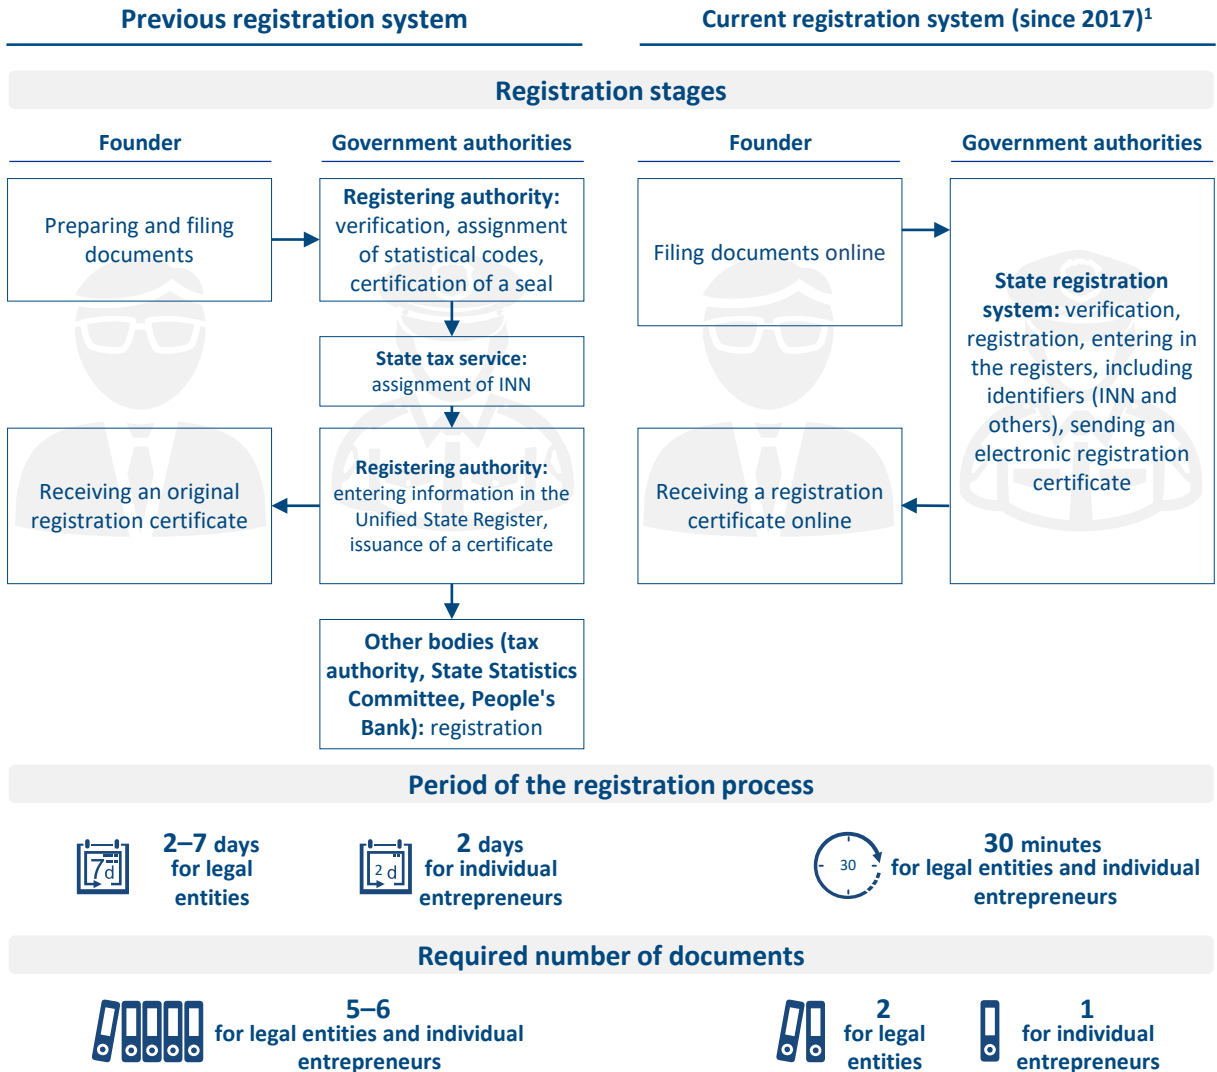 Previous registration system
Current registration system (since 2017)¹
Registration stages
Founder
Government authorities
Founder
Government authorities
Preparing and filing
documents
Registering authority:
verification, assignment
of statistical codes,
certification of a seal
State tax service:
assignment of INN
Receiving an original
registration certificate
Registering authority:
entering information in the
Unified State Register,
issuance of a certificate
Other bodies (tax
authority, State Statistics
Committee, People's
Bank): registration
Filing documents online
State registration
system: verification,
registration, entering in
the registers, including
identifiers (INN and
others), sending an
electronic registration
certificate
Receiving a registration
certificate online
Period of the registration process
7d
2–7 days
for legal
entities
2 d
2 days
for individual
entrepreneurs
30
30 minutes
for legal entities and individual
entrepreneurs
Required number of documents
5–6
for legal entities and individual
entrepreneurs
2
for legal
entities
1
for individual
entrepreneurs